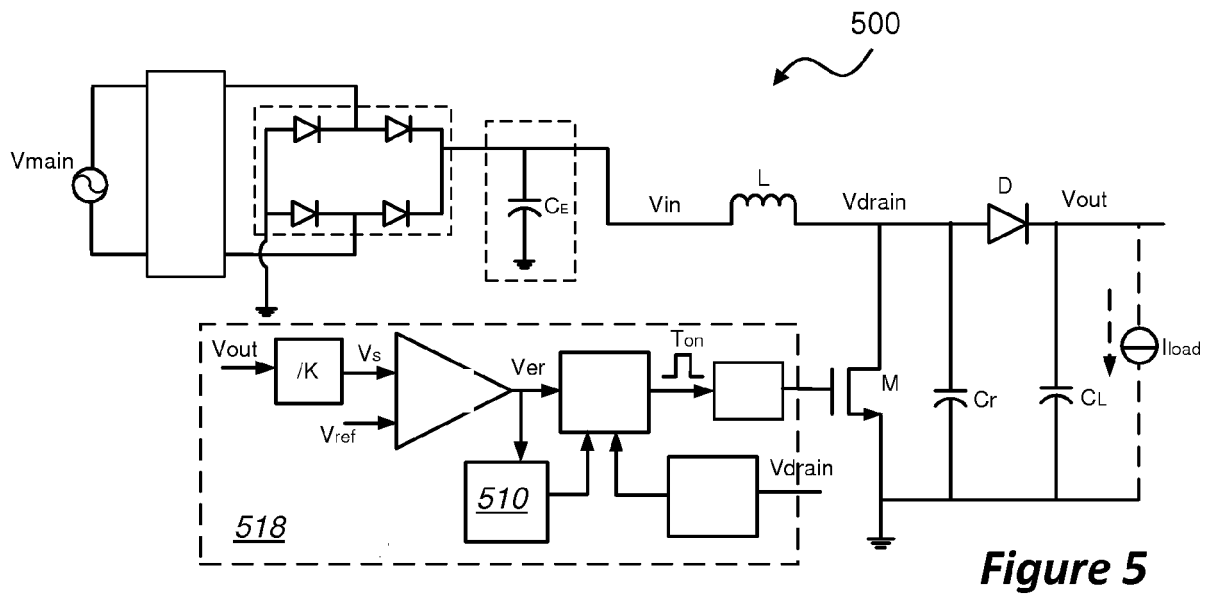 500
Vmain
CE
Vin
L
Vdrain
D
Vout
Vout
/K
Vs
Vref
Ver
Ton
M
Cr
CL
Iload
510
Vdrain
518
Figure 5